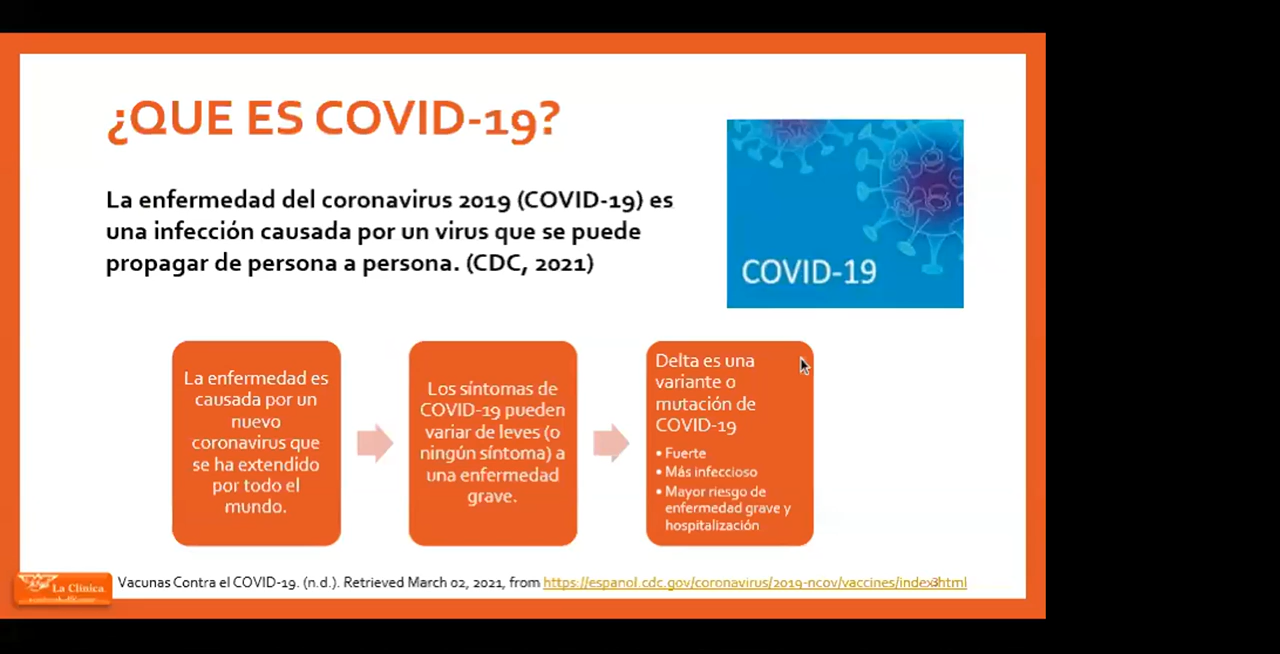 ¿QUE ES COVID-19?
La enfermedad del coronavirus 2019 (COVID-19) es
una infección causada por un virus que se puede
propagar de persona a persona. (CDC, 2021)
COVID-19
La enfermedad es
causada por un
nuevo
coronavirus que
se ha extendido
por todo el
mundo.
Los síntomas de
COVID-19 pueden
variar de leves (o
ningún síntoma) a
una enfermedad
grave.
Delta es una
variante o
mutación de
COVID-19
• Fuerte
• Más infeccioso
• Mayor riesgo de
enfermedad grave y
hospitalización
La Clínica
Vacunas Contra el COVID-19. (n.d.). Retrieved March 02, 2021, from https://espanol.cdc.gov/coronavirus/2019-ncov/vaccines/index.html
3